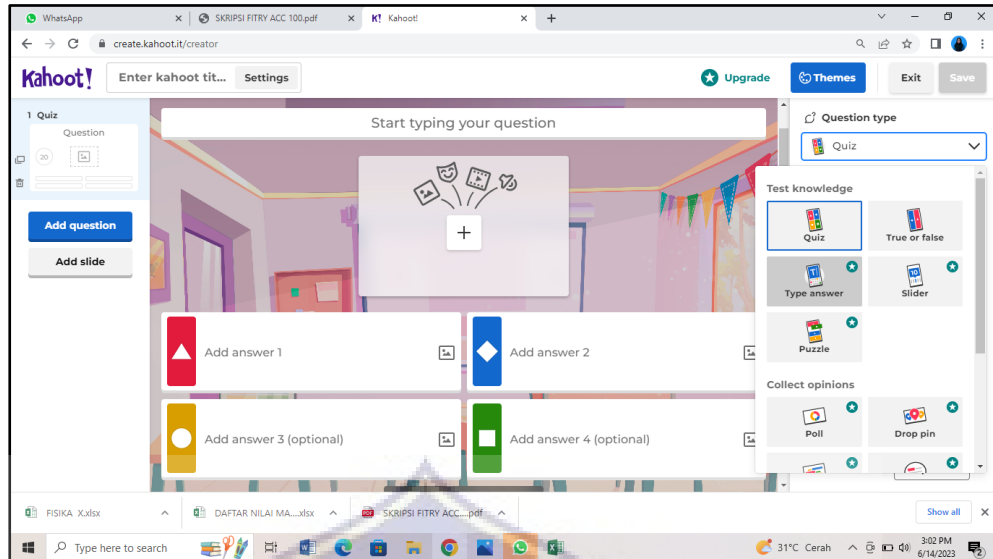 WhatsApp
SKRIPSI FITRY ACC 100.pdf
K! Kahoot!
create.kahoot.it/creator
Kahoot!
Enter kahoot tit...
Settings
Upgrade
Themes
Exit
Save
1 Quiz
Question
20
Add question
Add slide
Start typing your question
Add answer 1
Add answer 2
Add answer 3 (optional)
Add answer 4 (optional)
Question type
Quiz
Test knowledge
Quiz
True or false
Type answer
Slider
Puzzle
Collect opinions
Poll
Drop pin
FISIKA X.xlsx
DAFTAR NILAI MA....xlsx
SKRIPSI FITRY ACC....pdf
Show all
Type here to search
31°C Cerah
3:02 PM
6/14/2023